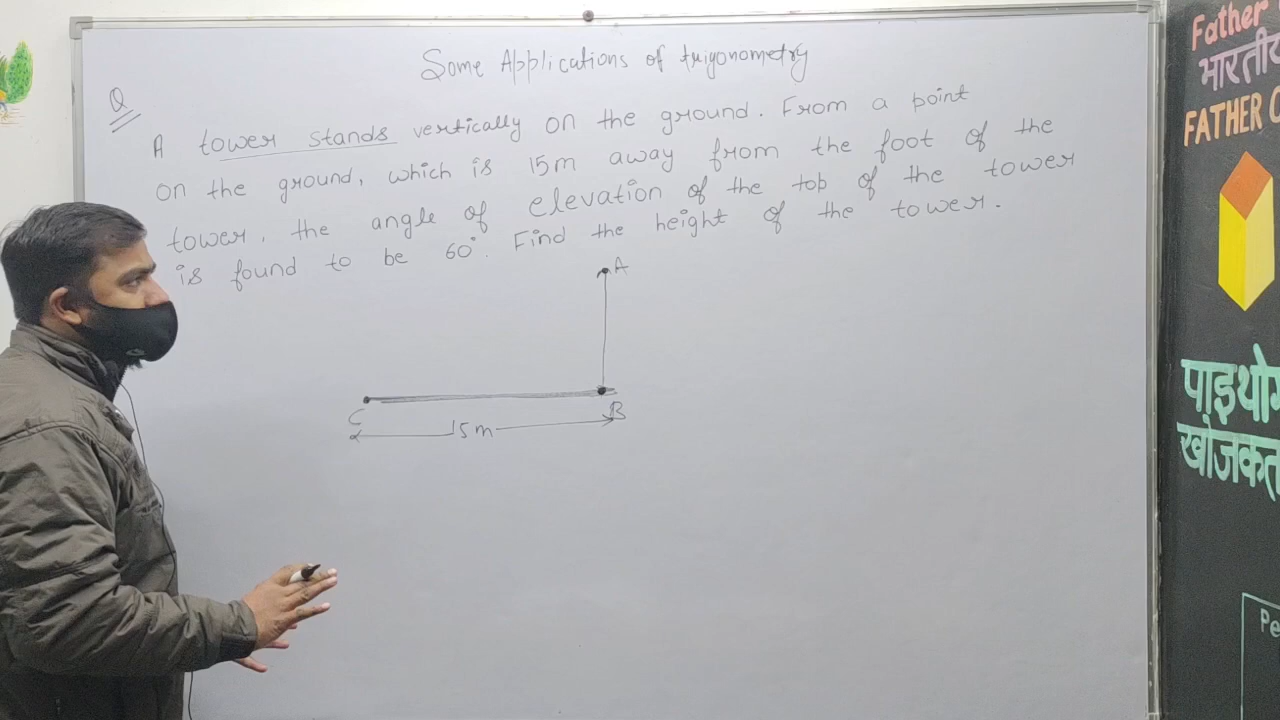 Some Applications of trigonometry
Q
A tower stands vertically on the ground. From a point
on the ground, which is 15m away from the foot of the
tower, the angle of elevation of the top of the tower
is found to be 60°. Find the height of the tower.
A
C
B
15m
Father
भारतीय
FATHER O
पाइथोग
खोजकत
Pe